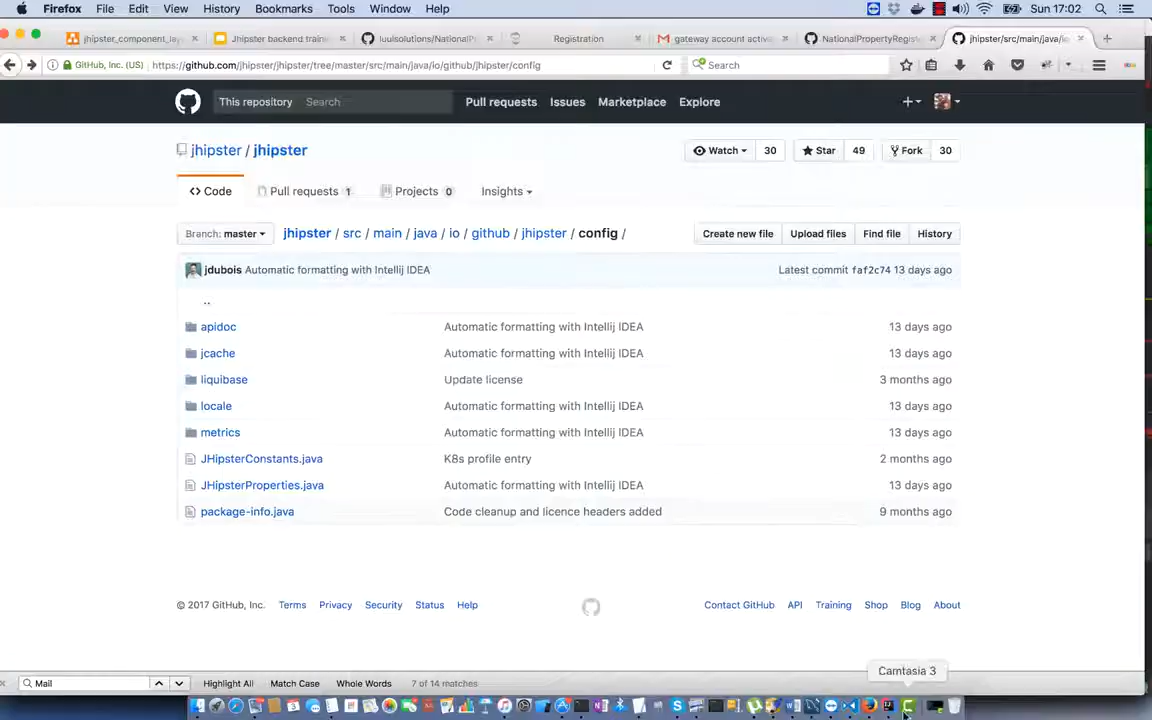 Firefox File Edit View History Bookmarks Tools Window Help Sun 17:02
jhipster_component_lay Jhipster backend traini luulsolutions/NationalP Registration gateway account activa NationalPropertyRegis jhipster/src/main/java/io
GitHub, Inc. (US) https://github.com/jhipster/jhipster/tree/master/src/main/java/io/github/jhipster/config Search
This repository Search Pull requests Issues Marketplace Explore
jhipster / jhipster Watch 30 Star 49 Fork 30
<> Code Pull requests 1 Projects 0 Insights
Branch: master jhipster / src / main / java / io / github / jhipster / config / Create new file Upload files Find file History
jdubois Automatic formatting with Intellij IDEA Latest commit faf2c74 13 days ago
..
apidoc Automatic formatting with Intellij IDEA 13 days ago
jcache Automatic formatting with Intellij IDEA 13 days ago
liquibase Update license 3 months ago
locale Automatic formatting with Intellij IDEA 13 days ago
metrics Automatic formatting with Intellij IDEA 13 days ago
JHipsterConstants.java K8s profile entry 2 months ago
JHipsterProperties.java Automatic formatting with Intellij IDEA 13 days ago
package-info.java Code cleanup and licence headers added 9 months ago
© 2017 GitHub, Inc. Terms Privacy Security Status Help Contact GitHub API Training Shop Blog About
Camtasia 3
Mail Highlight All Match Case Whole Words 7 of 14 matches